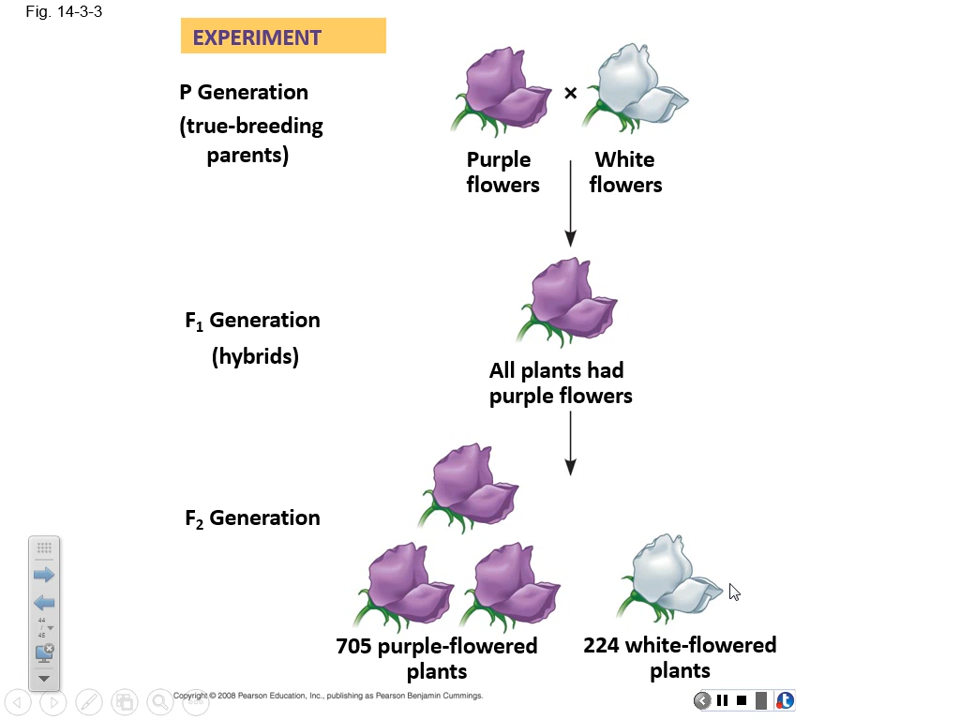 Fig. 14-3-3
EXPERIMENT
P Generation
(true-breeding
parents)
×
Purple
flowers
White
flowers
F1 Generation
(hybrids)
All plants had
purple flowers
F2 Generation
705 purple-flowered
plants
224 white-flowered
plants
44
/
45
Copyright © 2008 Pearson Education, Inc., publishing as Pearson Benjamin Cummings.